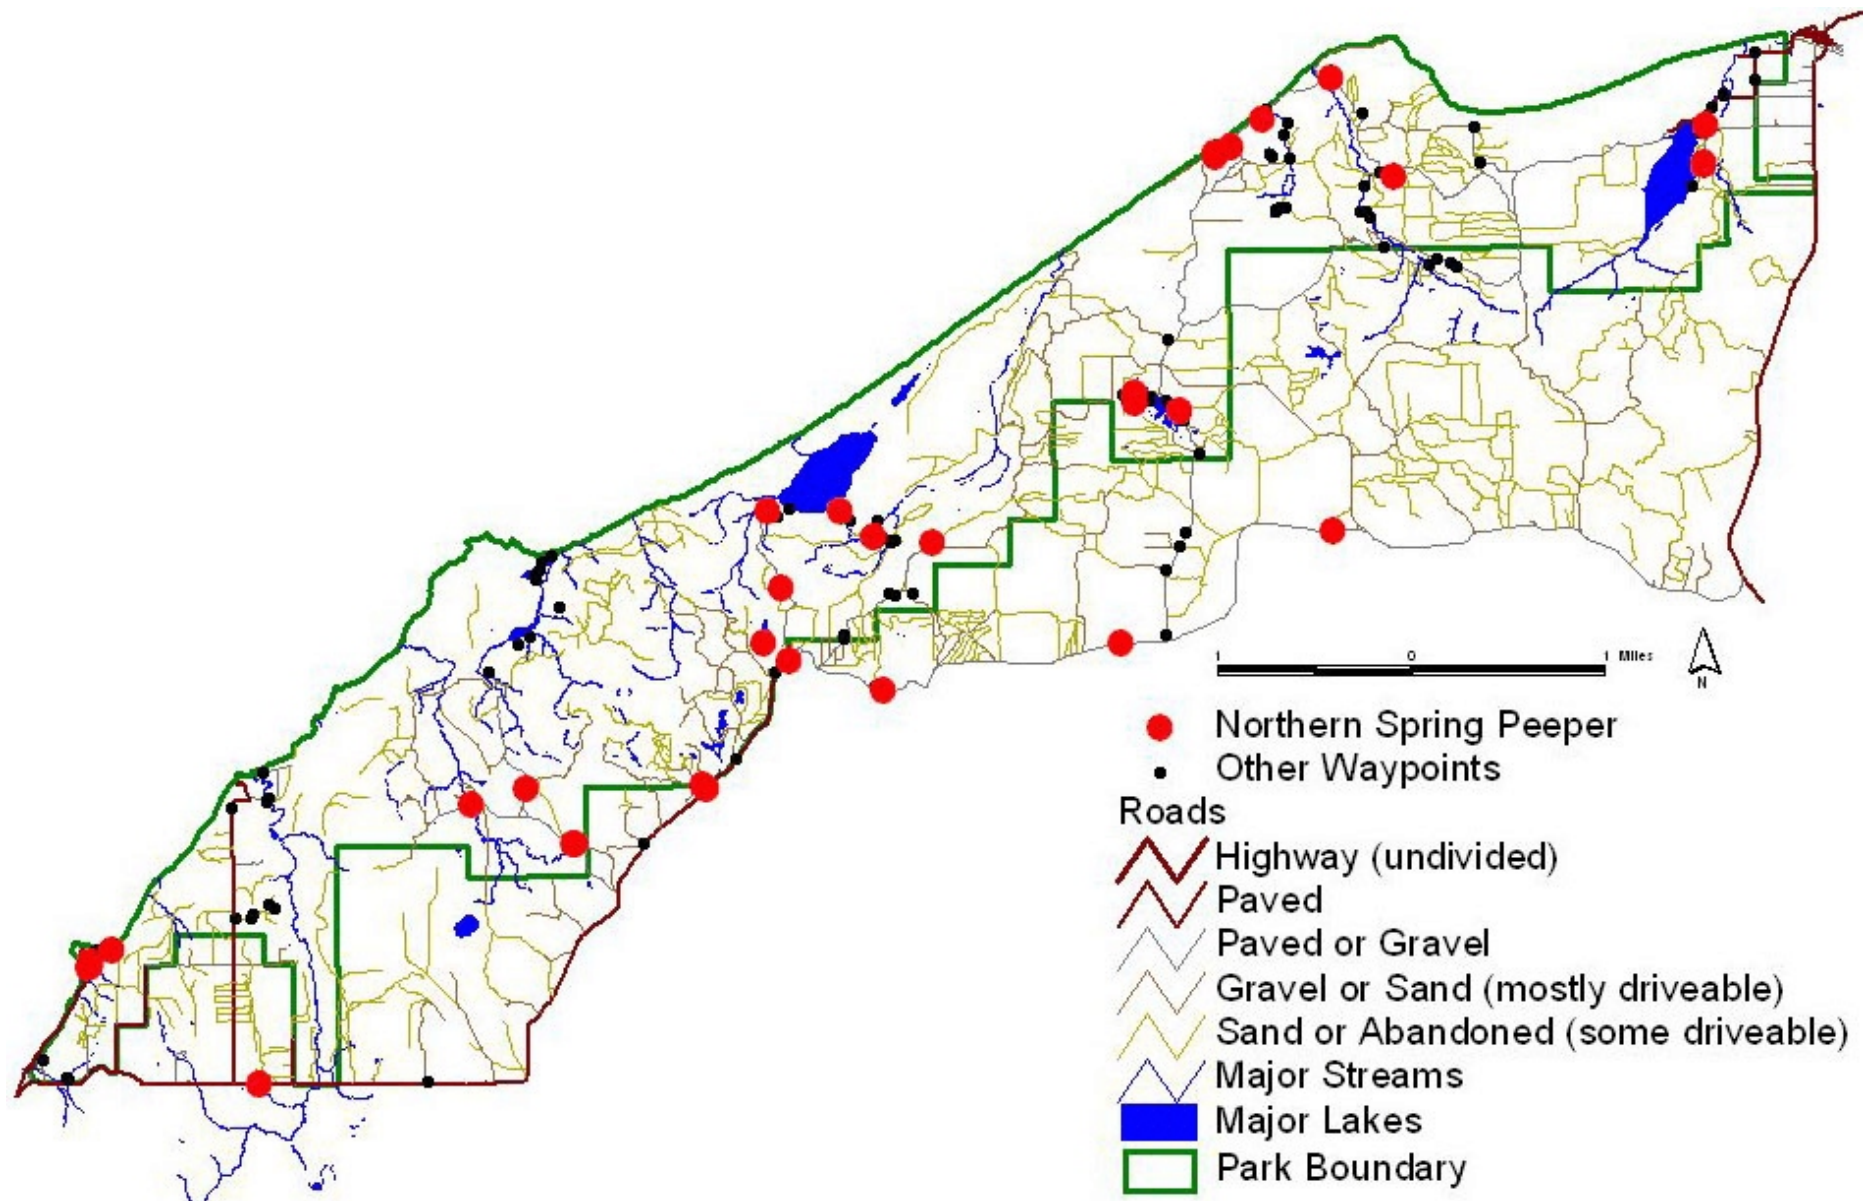 1 0 1 Miles
N
Northern Spring Peeper
Other Waypoints
Roads
Highway (undivided)
Paved
Paved or Gravel
Gravel or Sand (mostly driveable)
Sand or Abandoned (some driveable)
Major Streams
Major Lakes
Park Boundary